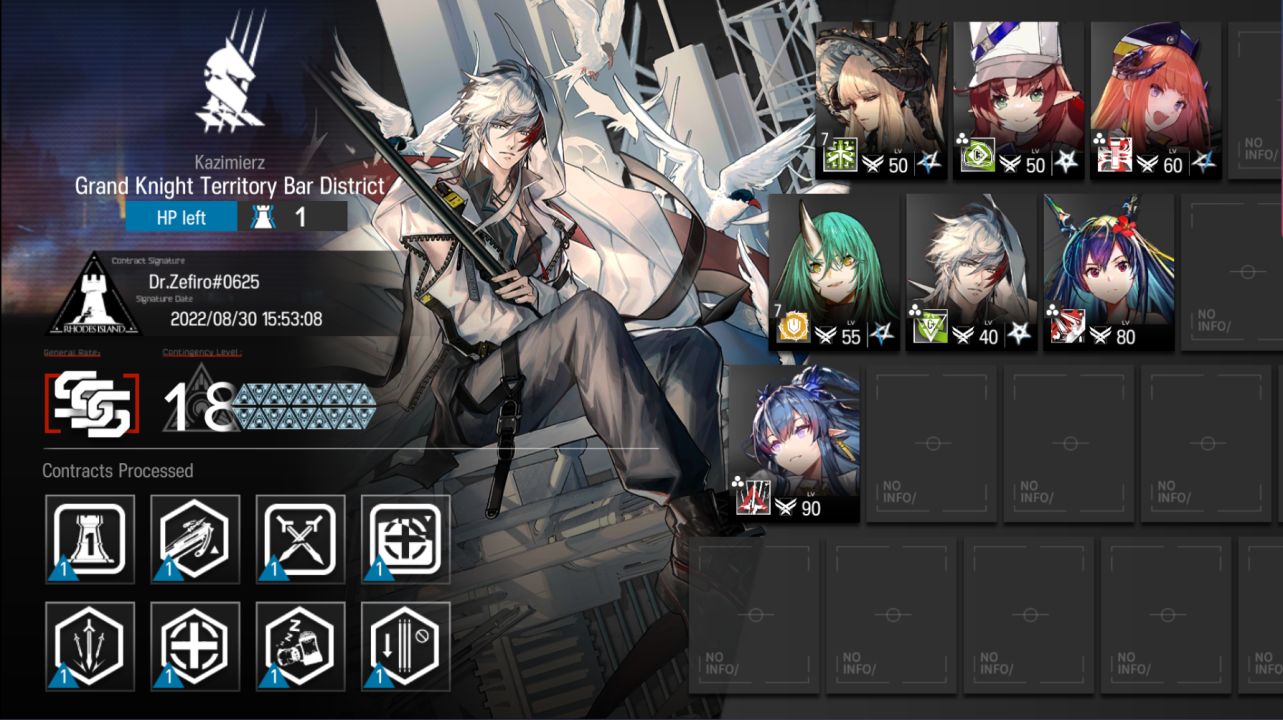 Kazimierz
Grand Knight Territory Bar District
HP left 1
Contract Signature
Dr.Zefiro#0625
Signature Date
2022/08/30 15:53:08
RHODES ISLAND
General Rate:
Contingency Level:
SSS
18
Contracts Processed
1
1 1 1 1
1 1 1 1
7 LV 50
LV 50
LV 60
NO INFO/
7 LV 55
LV 40
LV 80
NO INFO/
LV 90
NO INFO/
NO INFO/
NO INFO/
NO INFO/
NO INFO/
NO INFO/
NO INFO/
NO INFO/